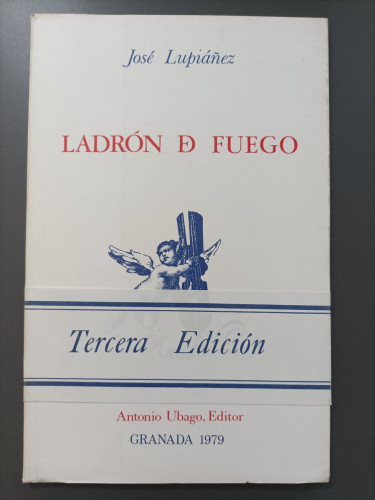 José Lupiáñez
LADRÓN DE FUEGO
Tercera Edición
Antonio Ubago, Editor
GRANADA 1979